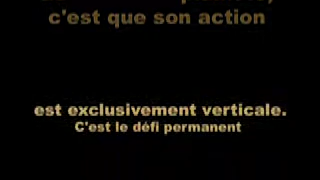 c'est que son action
est exclusivement verticale.
C'est le défi permanent